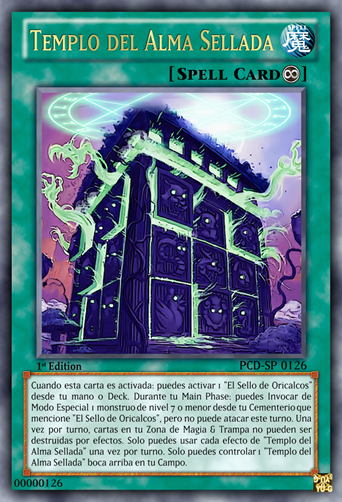 TEMPLO DEL ALMA SELLADA
魔
[SPELL CARD]
1st Edition
PCD-SP 0126
Cuando esta carta es activada: puedes activar 1 "El Sello de Oricalcos"
desde tu mano o Deck. Durante tu Main Phase: puedes Invocar de
Modo Especial 1 monstruo de nivel 7 o menor desde tu Cementerio que
mencione "El Sello de Oricalcos", pero no puede atacar este turno. Una
vez por turno, cartas en tu Zona de Magia & Trampa no pueden ser
destruidas por efectos. Solo puedes usar cada efecto de "Templo del
Alma Sellada" una vez por turno. Solo puedes controlar 1 "Templo del
Alma Sellada" boca arriba en tu Campo.
00000126